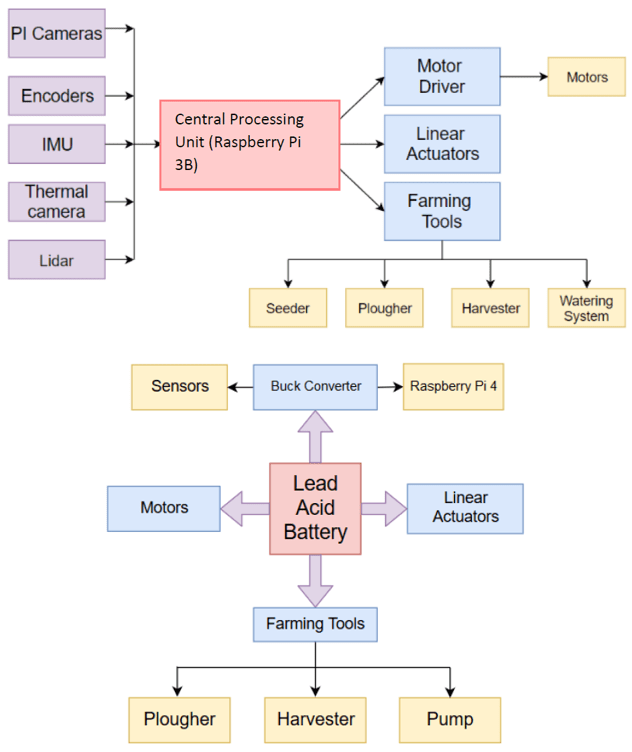 PI Cameras
Encoders
IMU
Thermal
camera
Lidar
Central Processing
Unit (Raspberry Pi
3B)
Motor
Driver
Motors
Linear
Actuators
Farming
Tools
Seeder
Plougher
Harvester
Watering
System
Sensors
Buck Converter
Raspberry Pi 4
Motors
Lead
Acid
Battery
Linear
Actuators
Farming Tools
Plougher
Harvester
Pump